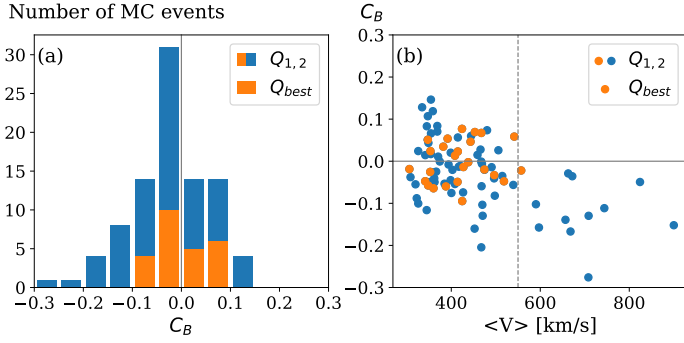 Number of MC events
(a)
Q1, 2
Qbest
30
25
20
15
10
5
0
−0.3 −0.2 −0.1 0.0 0.1 0.2 0.3
CB
CB
(b)
Q1, 2
Qbest
0.3
0.2
0.1
0.0
−0.1
−0.2
−0.3
400 600 800
<V> [km/s]